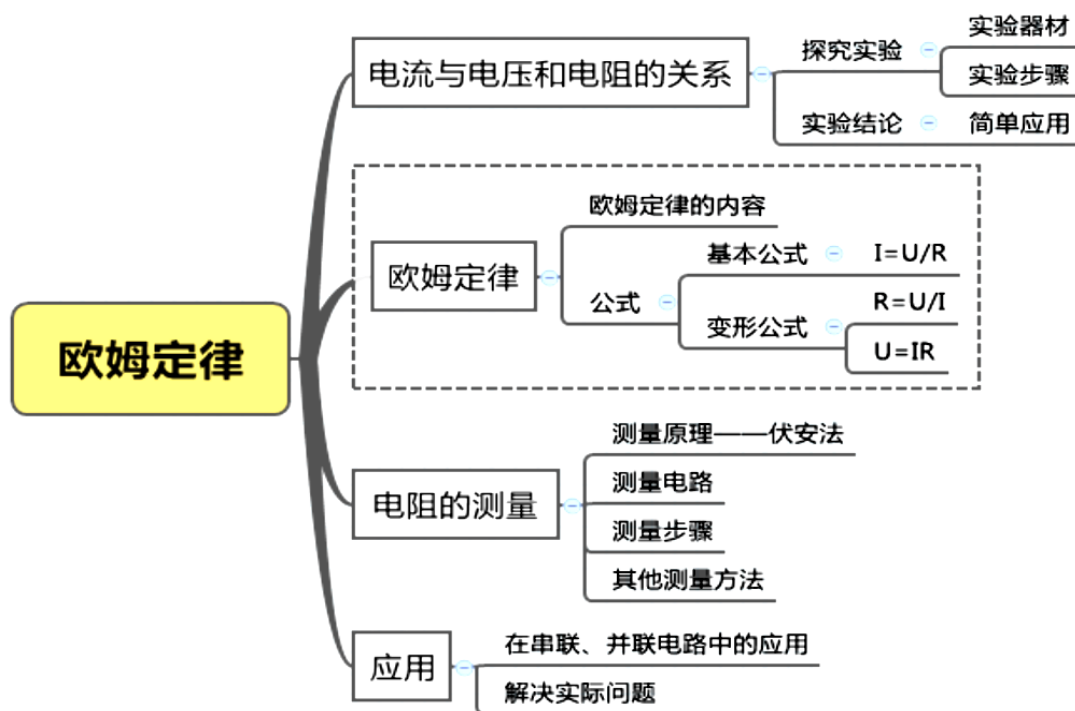 欧姆定律
电流与电压和电阻的关系
探究实验
实验器材
实验步骤
实验结论
简单应用
欧姆定律
欧姆定律的内容
公式
基本公式
I=U/R
变形公式
R=U/I
U=IR
电阻的测量
测量原理——伏安法
测量电路
测量步骤
其他测量方法
应用
在串联、并联电路中的应用
解决实际问题